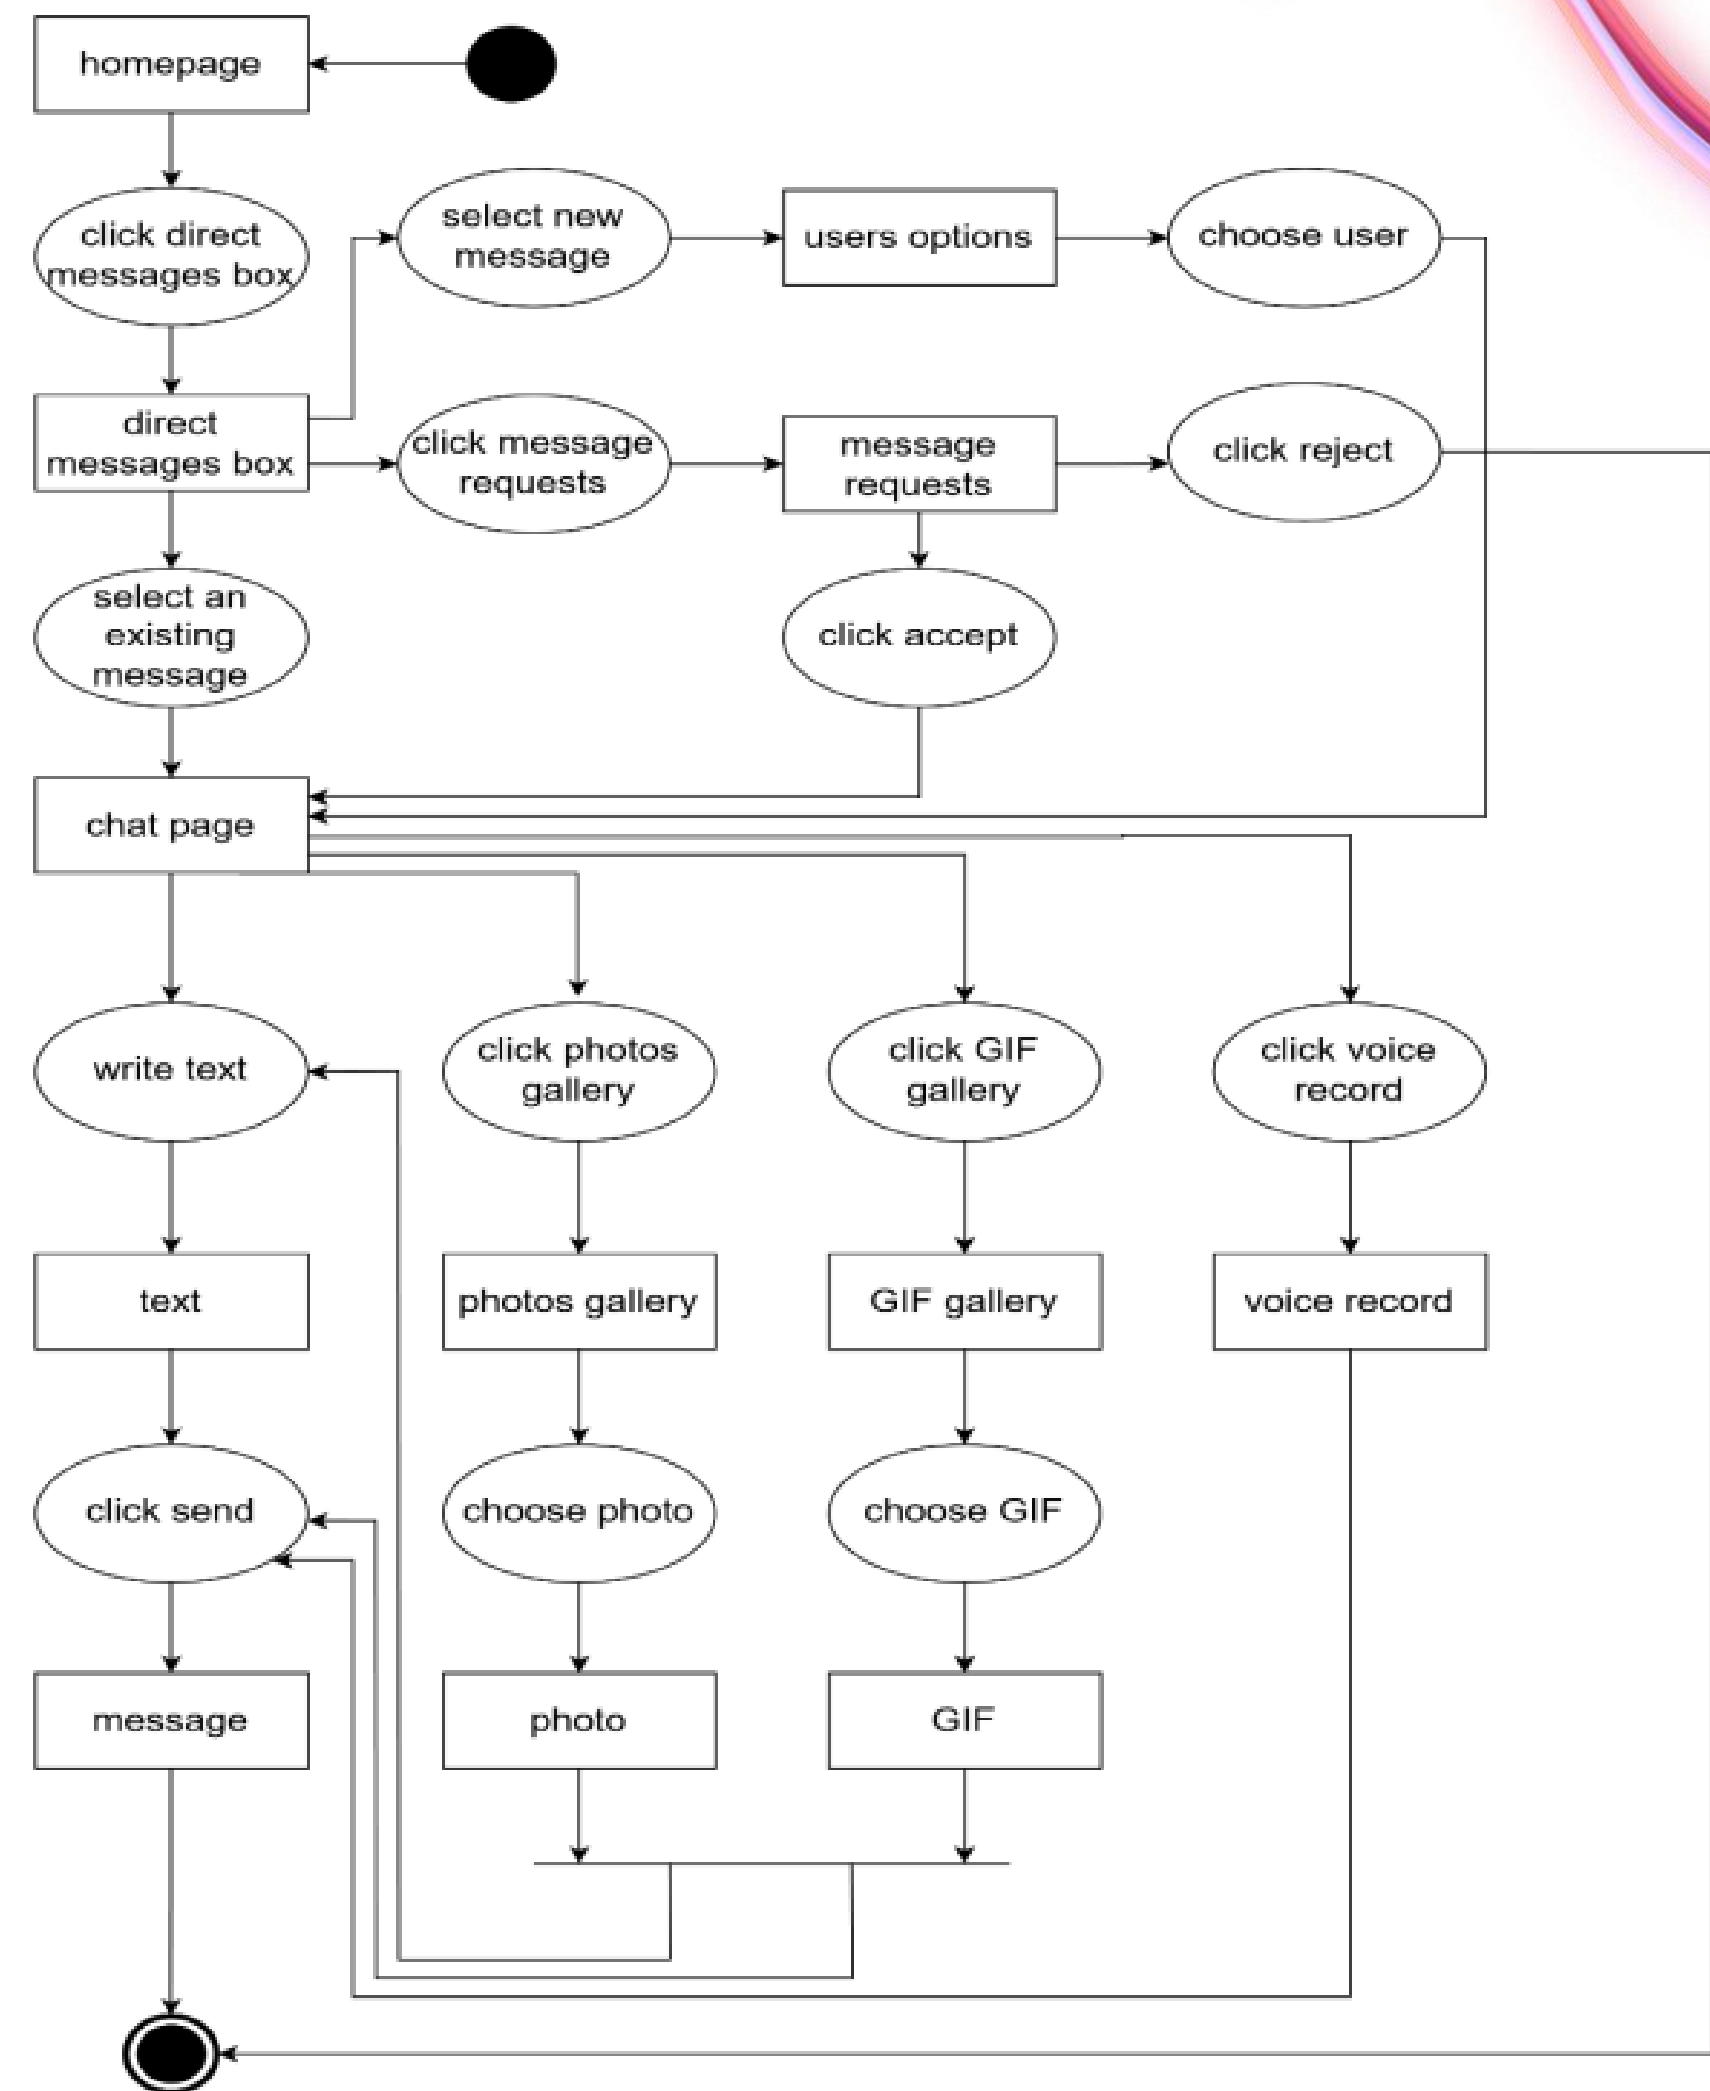 homepage
click direct
messages box
select new
message
users options
choose user
direct
messages box
click message
requests
message
requests
click reject
select an
existing
message
click accept
chat page
write text
click photos
gallery
click GIF
gallery
click voice
record
text
photos gallery
GIF gallery
voice record
click send
choose photo
choose GIF
message
photo
GIF